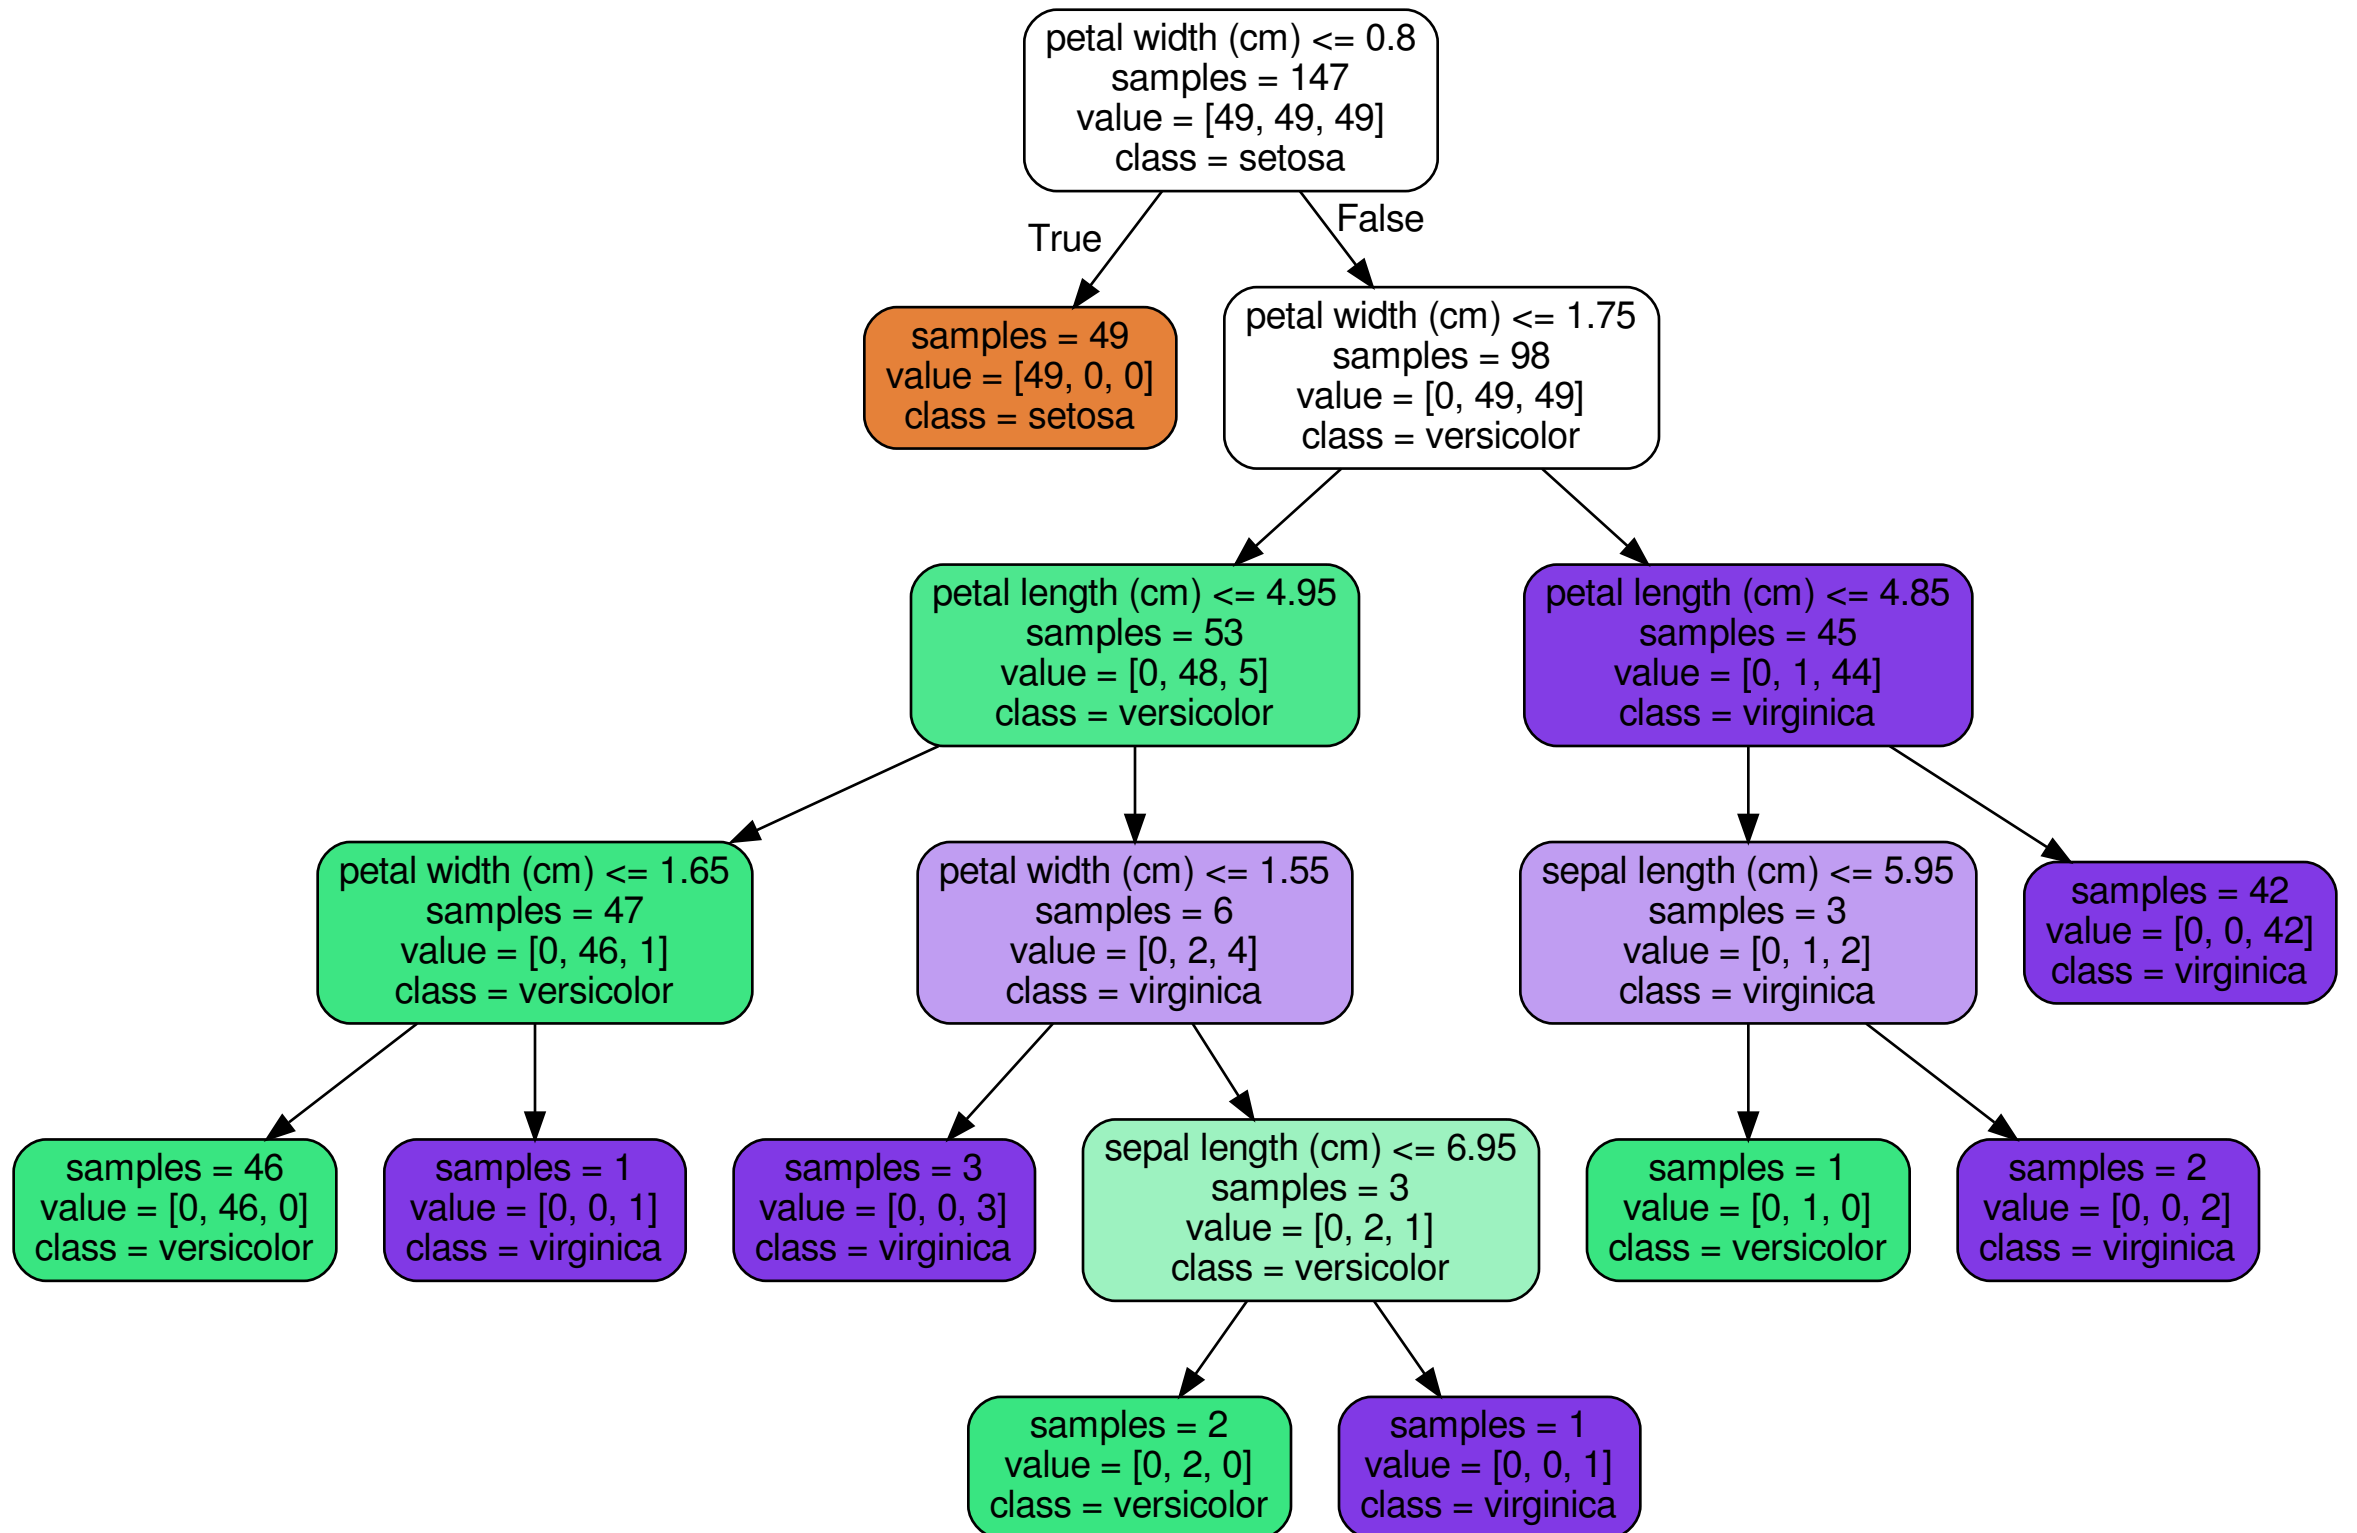 petal width (cm) <= 0.8
samples = 147
value = [49, 49, 49]
class = setosa
True
False
samples = 49
value = [49, 0, 0]
class = setosa
petal width (cm) <= 1.75
samples = 98
value = [0, 49, 49]
class = versicolor
petal length (cm) <= 4.95
samples = 53
value = [0, 48, 5]
class = versicolor
petal length (cm) <= 4.85
samples = 45
value = [0, 1, 44]
class = virginica
petal width (cm) <= 1.65
samples = 47
value = [0, 46, 1]
class = versicolor
petal width (cm) <= 1.55
samples = 6
value = [0, 2, 4]
class = virginica
sepal length (cm) <= 5.95
samples = 3
value = [0, 1, 2]
class = virginica
samples = 42
value = [0, 0, 42]
class = virginica
samples = 46
value = [0, 46, 0]
class = versicolor
samples = 1
value = [0, 0, 1]
class = virginica
samples = 3
value = [0, 0, 3]
class = virginica
sepal length (cm) <= 6.95
samples = 3
value = [0, 2, 1]
class = versicolor
samples = 1
value = [0, 1, 0]
class = versicolor
samples = 2
value = [0, 0, 2]
class = virginica
samples = 2
value = [0, 2, 0]
class = versicolor
samples = 1
value = [0, 0, 1]
class = virginica